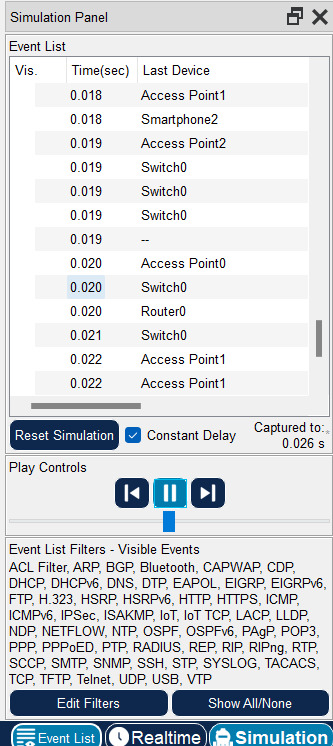 Simulation Panel
Event List
Vis. Time(sec) Last Device
0.018 Access Point1
0.018 Smartphone2
0.019 Access Point2
0.019 Switch0
0.019 Switch0
0.019 Switch0
0.019 --
0.020 Access Point0
0.020 Switch0
0.020 Router0
0.021 Switch0
0.022 Access Point1
0.022 Access Point1
Reset Simulation Constant Delay Captured to:*
0.026 s
Play Controls
Event List Filters - Visible Events
ACL Filter, ARP, BGP, Bluetooth, CAPWAP, CDP,
DHCP, DHCPv6, DNS, DTP, EAPOL, EIGRP, EIGRPv6,
FTP, H.323, HSRP, HSRPv6, HTTP, HTTPS, ICMP,
ICMPv6, IPSec, ISAKMP, IoT, IoT TCP, LACP, LLDP,
NDP, NETFLOW, NTP, OSPF, OSPFv6, PAgP, POP3,
PPP, PPPoED, PTP, RADIUS, REP, RIP, RIPng, RTP,
SCCP, SMTP, SNMP, SSH, STP, SYSLOG, TACACS,
TCP, TFTP, Telnet, UDP, USB, VTP
Edit Filters Show All/None
Event List Realtime Simulation